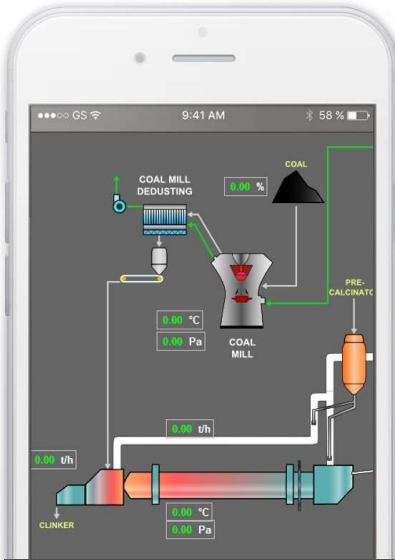 ●●●○○ GS 9:41 AM 58 %
COAL
COAL MILL
DEDUSTING
0.00 %
PRE-
CALCINATO
0.00 °C
0.00 Pa
COAL
MILL
0.00 t/h
0.00 t/h
CLINKER
0.00 °C
0.00 Pa